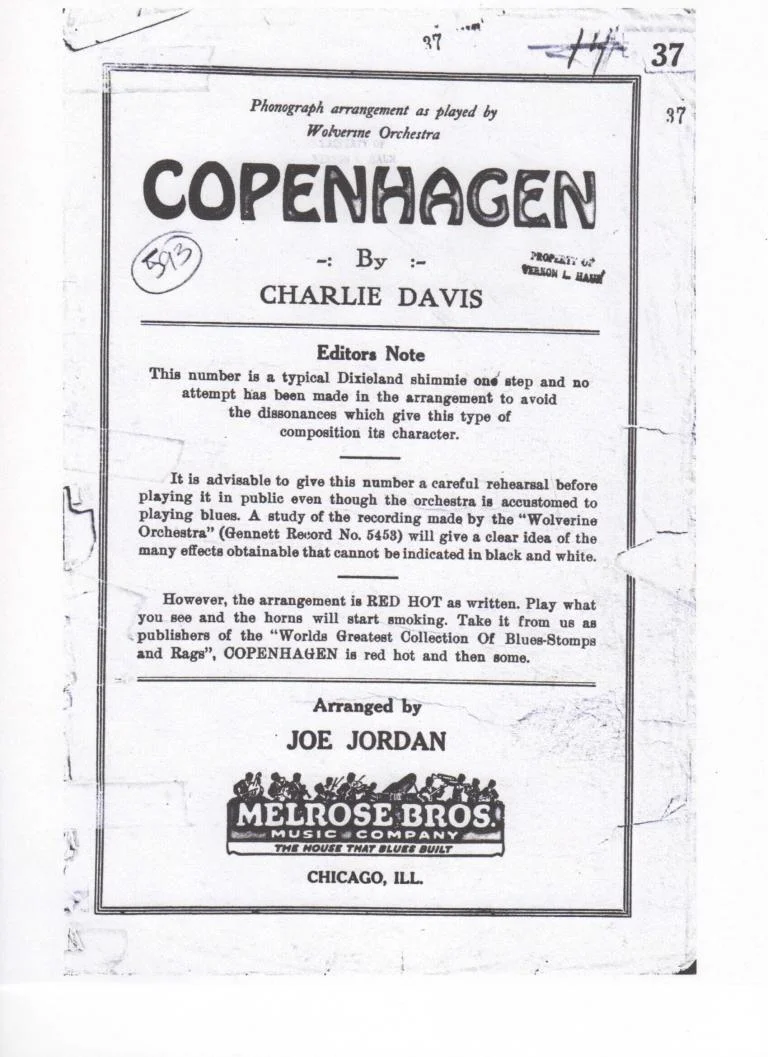 37
14
37
37
Phonograph arrangement as played by
Wolverine Orchestra
PROPERTY OF
VERNON L. HAUN
COPENHAGEN
-: By :-
593
PROPERTY OF
VERNON L. HAUN
CHARLIE DAVIS
Editors Note
This number is a typical Dixieland shimmie one step and no
attempt has been made in the arrangement to avoid
the dissonances which give this type of
composition its character.
It is advisable to give this number a careful rehearsal before
playing it in public even though the orchestra is accustomed to
playing blues. A study of the recording made by the “Wolverine
Orchestra” (Gennett Record No. 5453) will give a clear idea of the
many effects obtainable that cannot be indicated in black and white.
However, the arrangement is RED HOT as written. Play what
you see and the horns will start smoking. Take it from us as
publishers of the “Worlds Greatest Collection Of Blues-Stomps
and Rags”, COPENHAGEN is red hot and then some.
Arranged by
JOE JORDAN
MELROSE BROS.
MUSIC COMPANY
THE HOUSE THAT BLUES BUILT
CHICAGO, ILL.